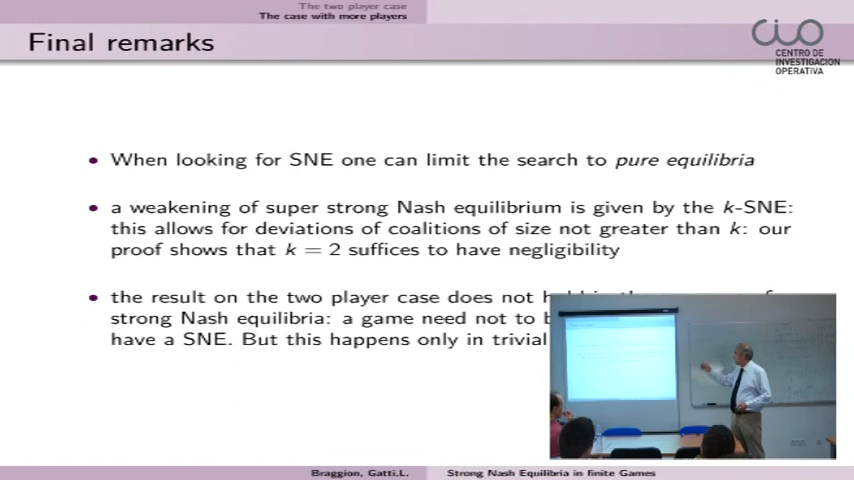 The two player case
The case with more players
Final remarks
CIO
CENTRO DE
INVESTIGACIÓN
OPERATIVA
• When looking for SNE one can limit the search to pure equilibria
• a weakening of super strong Nash equilibrium is given by the k-SNE:
this allows for deviations of coalitions of size not greater than k: our
proof shows that k = 2 suffices to have negligibility
• the result on the two player case does not
strong Nash equilibria: a game need not to
have a SNE. But this happens only in trivial
Braggion, Gatti,L.
Strong Nash Equilibria in finite Games